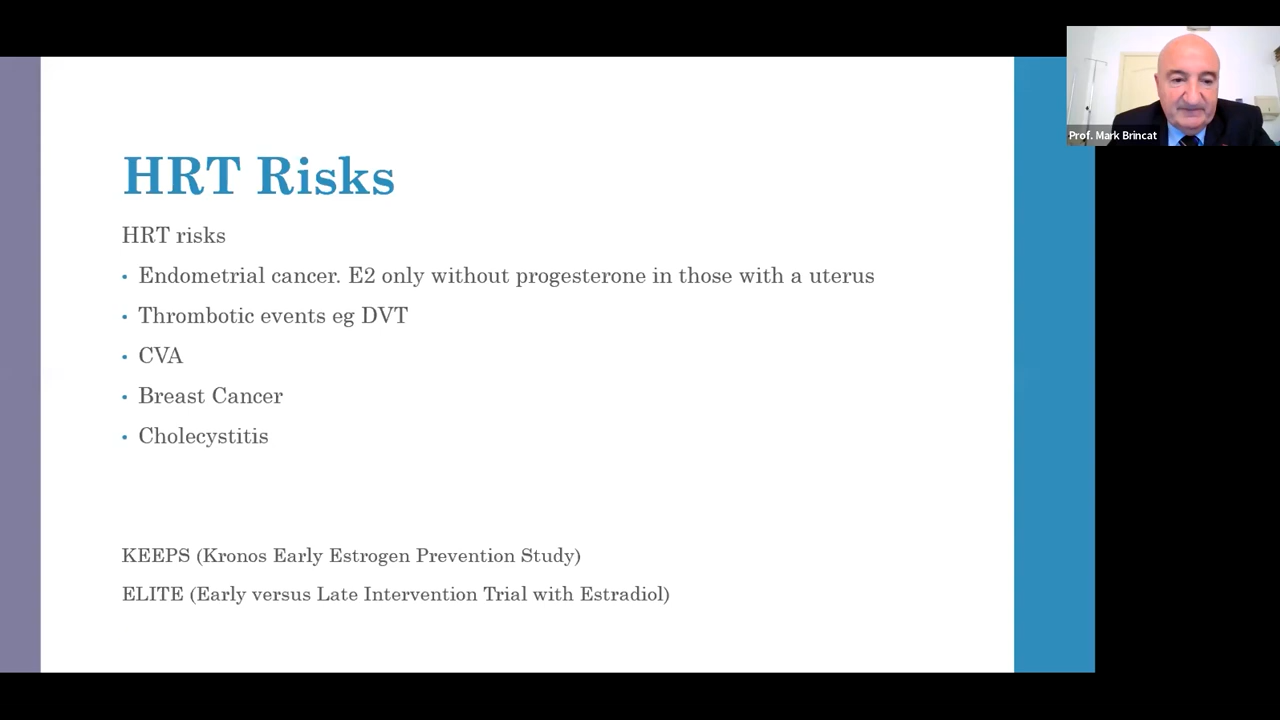 Prof. Mark Brincat
HRT Risks
HRT risks
• Endometrial cancer. E2 only without progesterone in those with a uterus
• Thrombotic events eg DVT
• CVA
• Breast Cancer
• Cholecystitis
KEEPS (Kronos Early Estrogen Prevention Study)
ELITE (Early versus Late Intervention Trial with Estradiol)